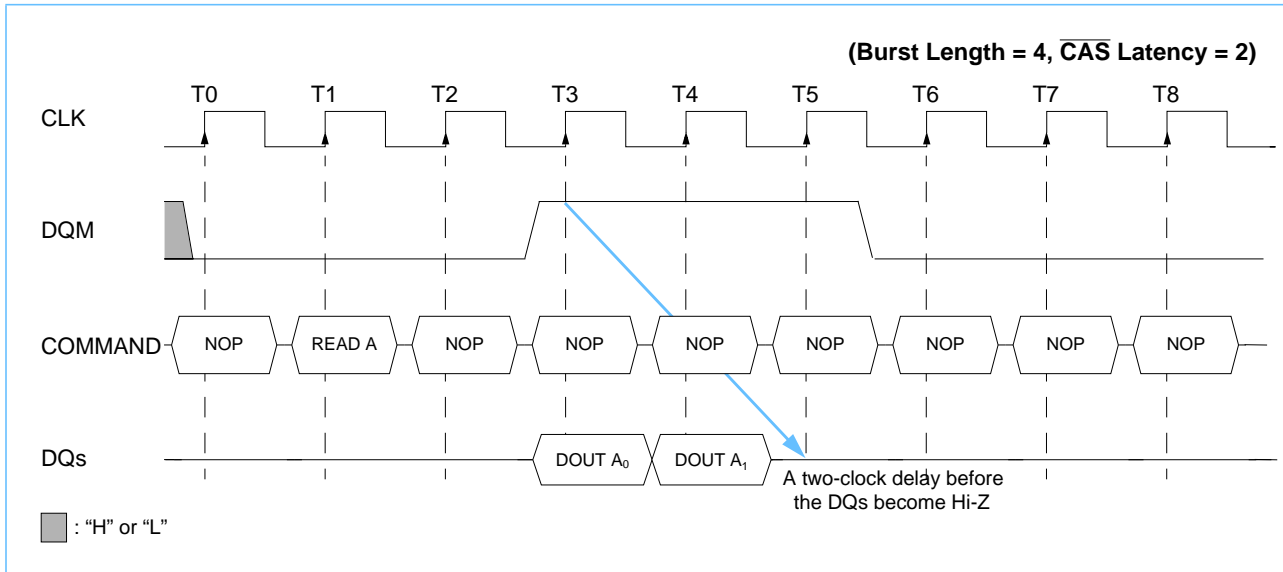 (Burst Length = 4, CAS Latency = 2)
T0 T1 T2 T3 T4 T5 T6 T7 T8
CLK
DQM
COMMAND NOP READ A NOP NOP NOP NOP NOP NOP NOP
DQs DOUT A0 DOUT A1
A two-clock delay before
the DQs become Hi-Z
: “H” or “L”